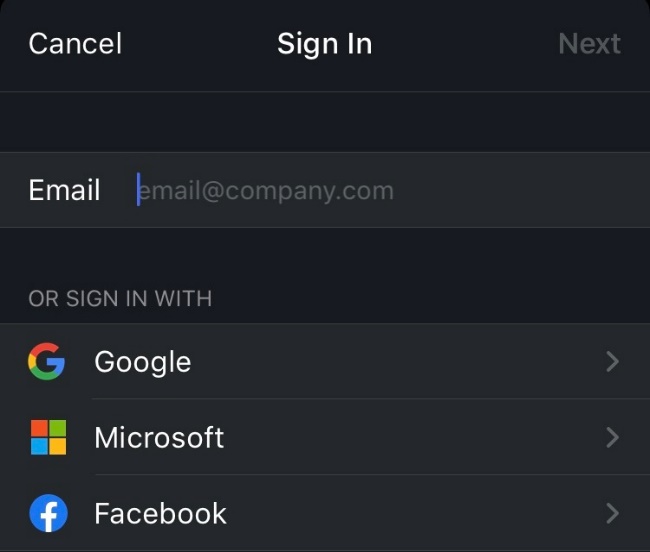 Cancel Sign In Next
Email email@company.com
OR SIGN IN WITH
Google
Microsoft
Facebook